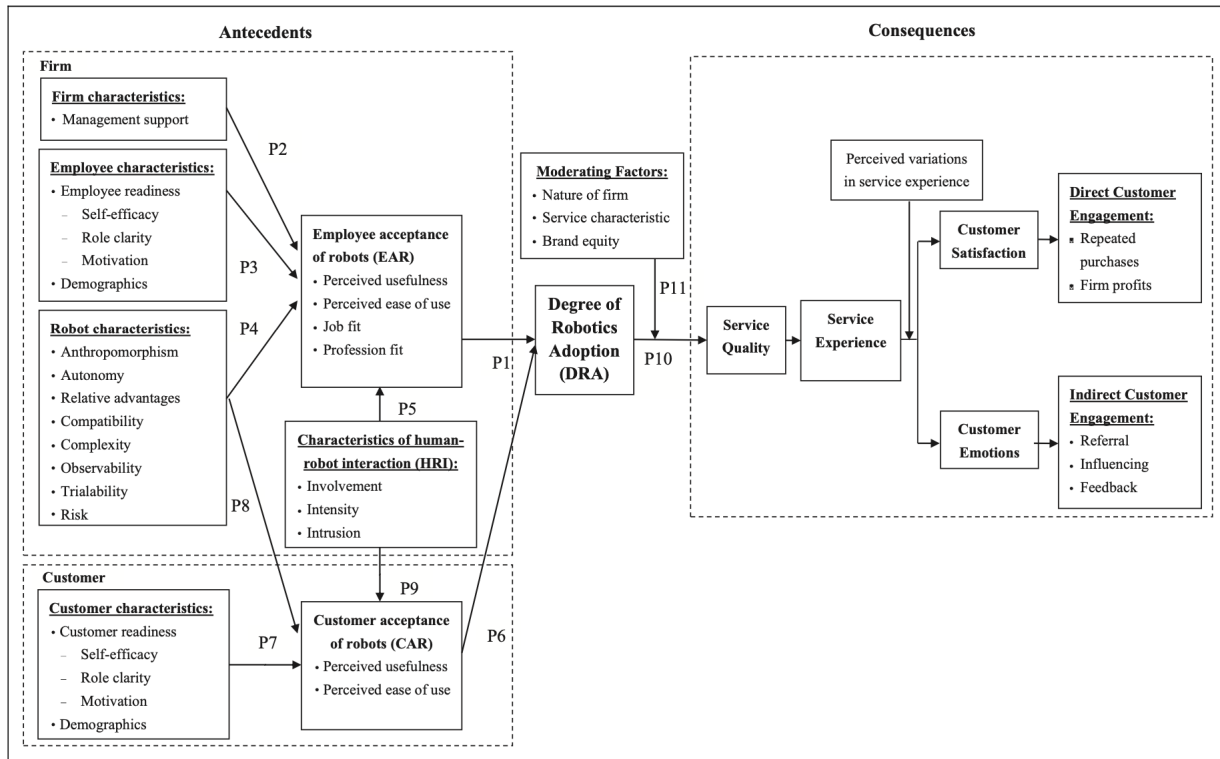 Antecedents
Consequences
Firm
Firm characteristics:
• Management support
P2
Employee characteristics:
• Employee readiness
– Self-efficacy
– Role clarity
– Motivation
• Demographics
P3
Robot characteristics:
• Anthropomorphism
• Autonomy
• Relative advantages
• Compatibility
• Complexity
• Observability
• Trialability
• Risk
P4
P8
Employee acceptance
of robots (EAR)
• Perceived usefulness
• Perceived ease of use
• Job fit
• Profession fit
P1
P5
Characteristics of human-
robot interaction (HRI):
• Involvement
• Intensity
• Intrusion
P9
Customer
Customer characteristics:
• Customer readiness
– Self-efficacy
– Role clarity
– Motivation
• Demographics
P7
Customer acceptance
of robots (CAR)
• Perceived usefulness
• Perceived ease of use
P6
Moderating Factors:
• Nature of firm
• Service characteristic
• Brand equity
P11
Degree of
Robotics
Adoption
(DRA)
P10
Service
Quality
Service
Experience
Perceived variations
in service experience
Customer
Satisfaction
Direct Customer
Engagement:
• Repeated
purchases
• Firm profits
Customer
Emotions
Indirect Customer
Engagement:
• Referral
• Influencing
• Feedback